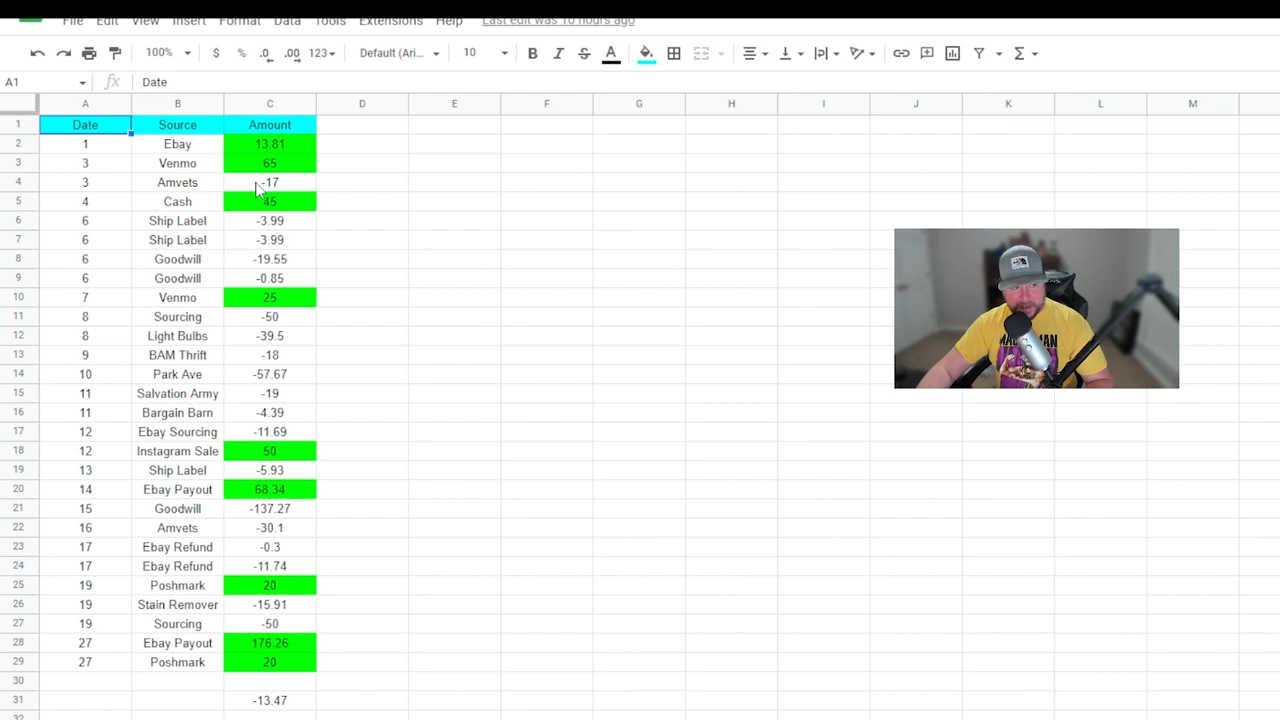 File Edit View Insert Format Data Tools Extensions Help Last edit was 10 hours ago
100% $ % .0 .00 123 Default (Ari... 10 B I S A
A1 fx Date
A B C D E F G H I J K L M
1 Date Source Amount
2 1 Ebay 13.81
3 3 Venmo 65
4 3 Amvets -17
5 4 Cash 45
6 6 Ship Label -3.99
7 6 Ship Label -3.99
8 6 Goodwill -19.55
9 6 Goodwill -0.85
10 7 Venmo 25
11 8 Sourcing -50
12 8 Light Bulbs -39.5
13 9 BAM Thrift -18
14 10 Park Ave -57.67
15 11 Salvation Army -19
16 11 Bargain Barn -4.39
17 12 Ebay Sourcing -11.69
18 12 Instagram Sale 50
19 13 Ship Label -5.93
20 14 Ebay Payout 68.34
21 15 Goodwill -137.27
22 16 Amvets -30.1
23 17 Ebay Refund -0.3
24 17 Ebay Refund -11.74
25 19 Poshmark 20
26 19 Stain Remover -15.91
27 19 Sourcing -50
28 27 Ebay Payout 176.26
29 27 Poshmark 20
30
31 -13.47
32